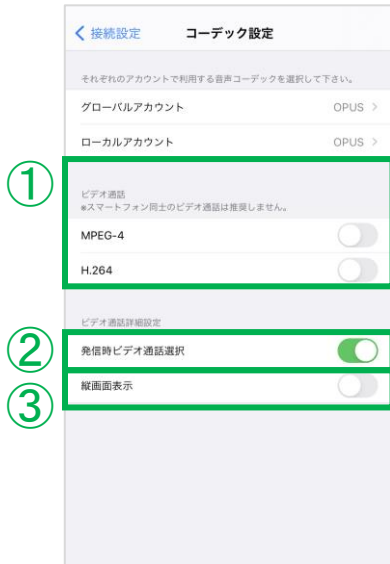 接続設定 コーデック設定
それぞれのアカウントで利用する音声コーデックを選択して下さい。
グローバルアカウント OPUS
ローカルアカウント OPUS
①
ビデオ通話
※スマートフォン同士のビデオ通話は推奨しません。
MPEG-4
H.264
ビデオ通話詳細設定
② 発信時ビデオ通話選択
③ 縦画面表示